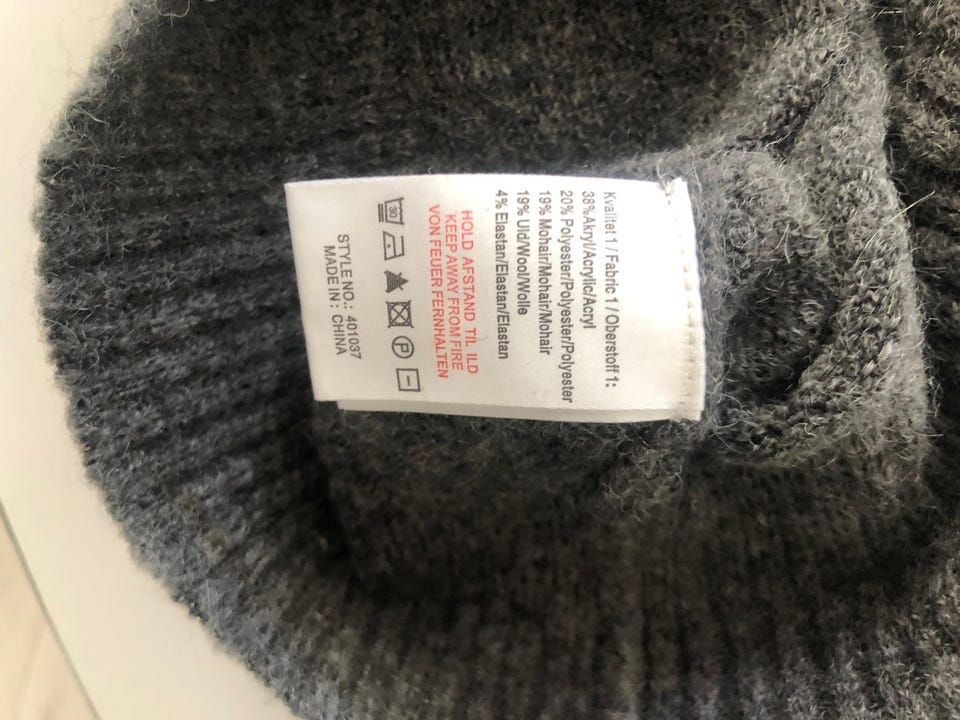 Kvalitet 1 / Fabric 1 / Oberstoff 1:
38%Akryl/Acrylic/Acryl
20% Polyester/Polyester/Polyester
19% Mohair/Mohair/Mohair
19% Uld/Wool/Wolle
4% Elastan/Elastan/Elastan
HOLD AFSTAND TIL ILD
KEEP AWAY FROM FIRE
VON FEUER FERNHALTEN
30 P
STYLE NO.: 401037
MADE IN: CHINA